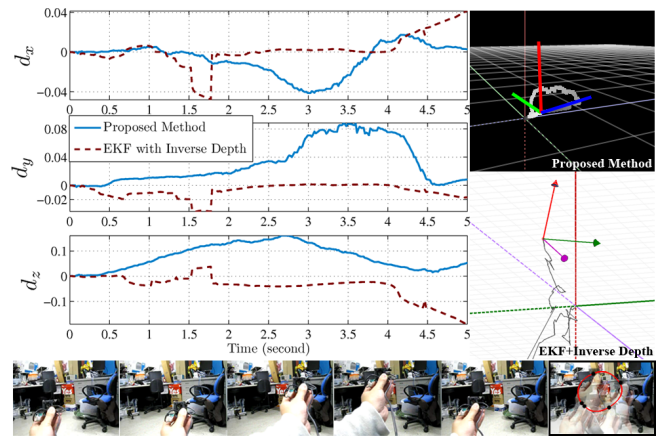 0.04
0
−0.04
d_x
0 0.5 1 1.5 2 2.5 3 3.5 4 4.5 5
Proposed Method
Proposed Method
EKF with Inverse Depth
0.08
0.04
0
−0.02
d_y
0 0.5 1 1.5 2 2.5 3 3.5 4 4.5 5
0.1
0
−0.1
d_z
0 0.5 1 1.5 2 2.5 3 3.5 4 4.5 5
Time (second)
EKF+Inverse Depth
Yes
Yes